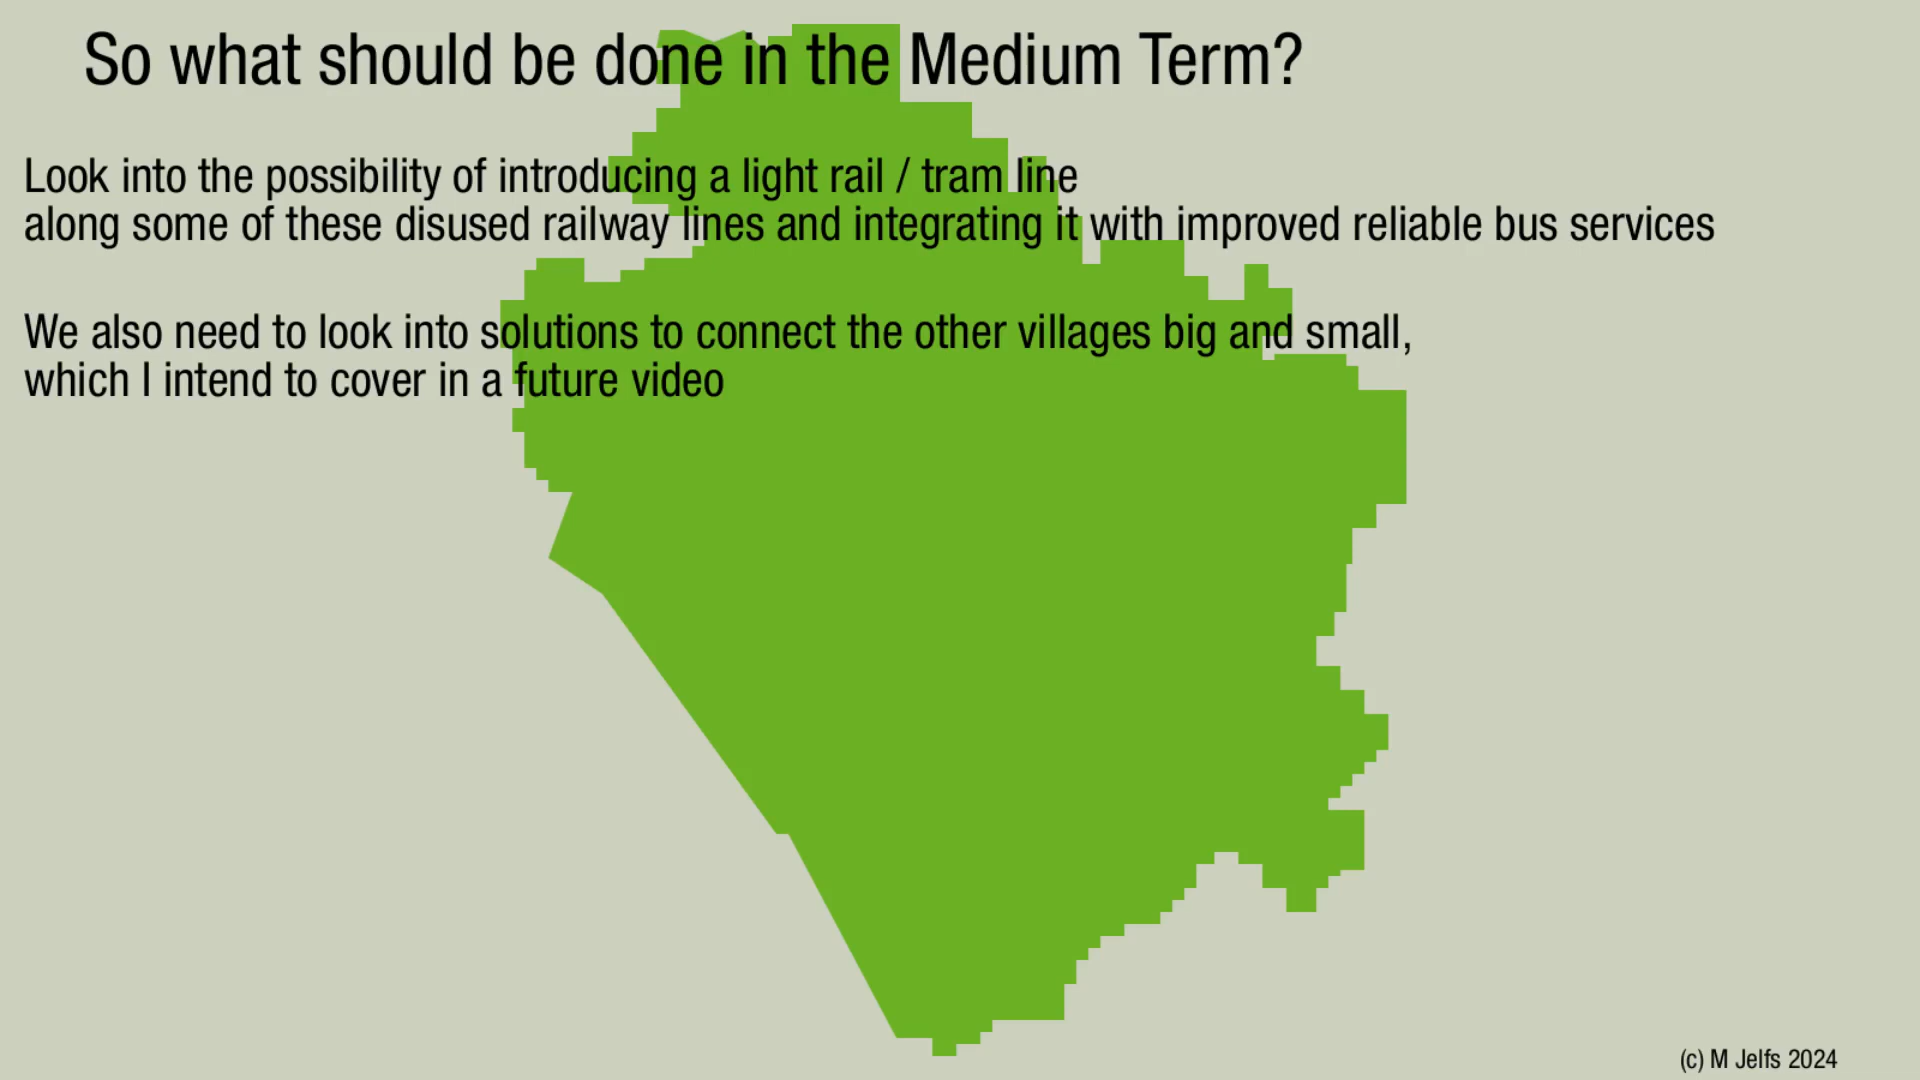 So what should be done in the Medium Term?
Look into the possibility of introducing a light rail / tram line
along some of these disused railway lines and integrating it with improved reliable bus services
We also need to look into solutions to connect the other villages big and small,
which I intend to cover in a future video
(c) M Jelfs 2024